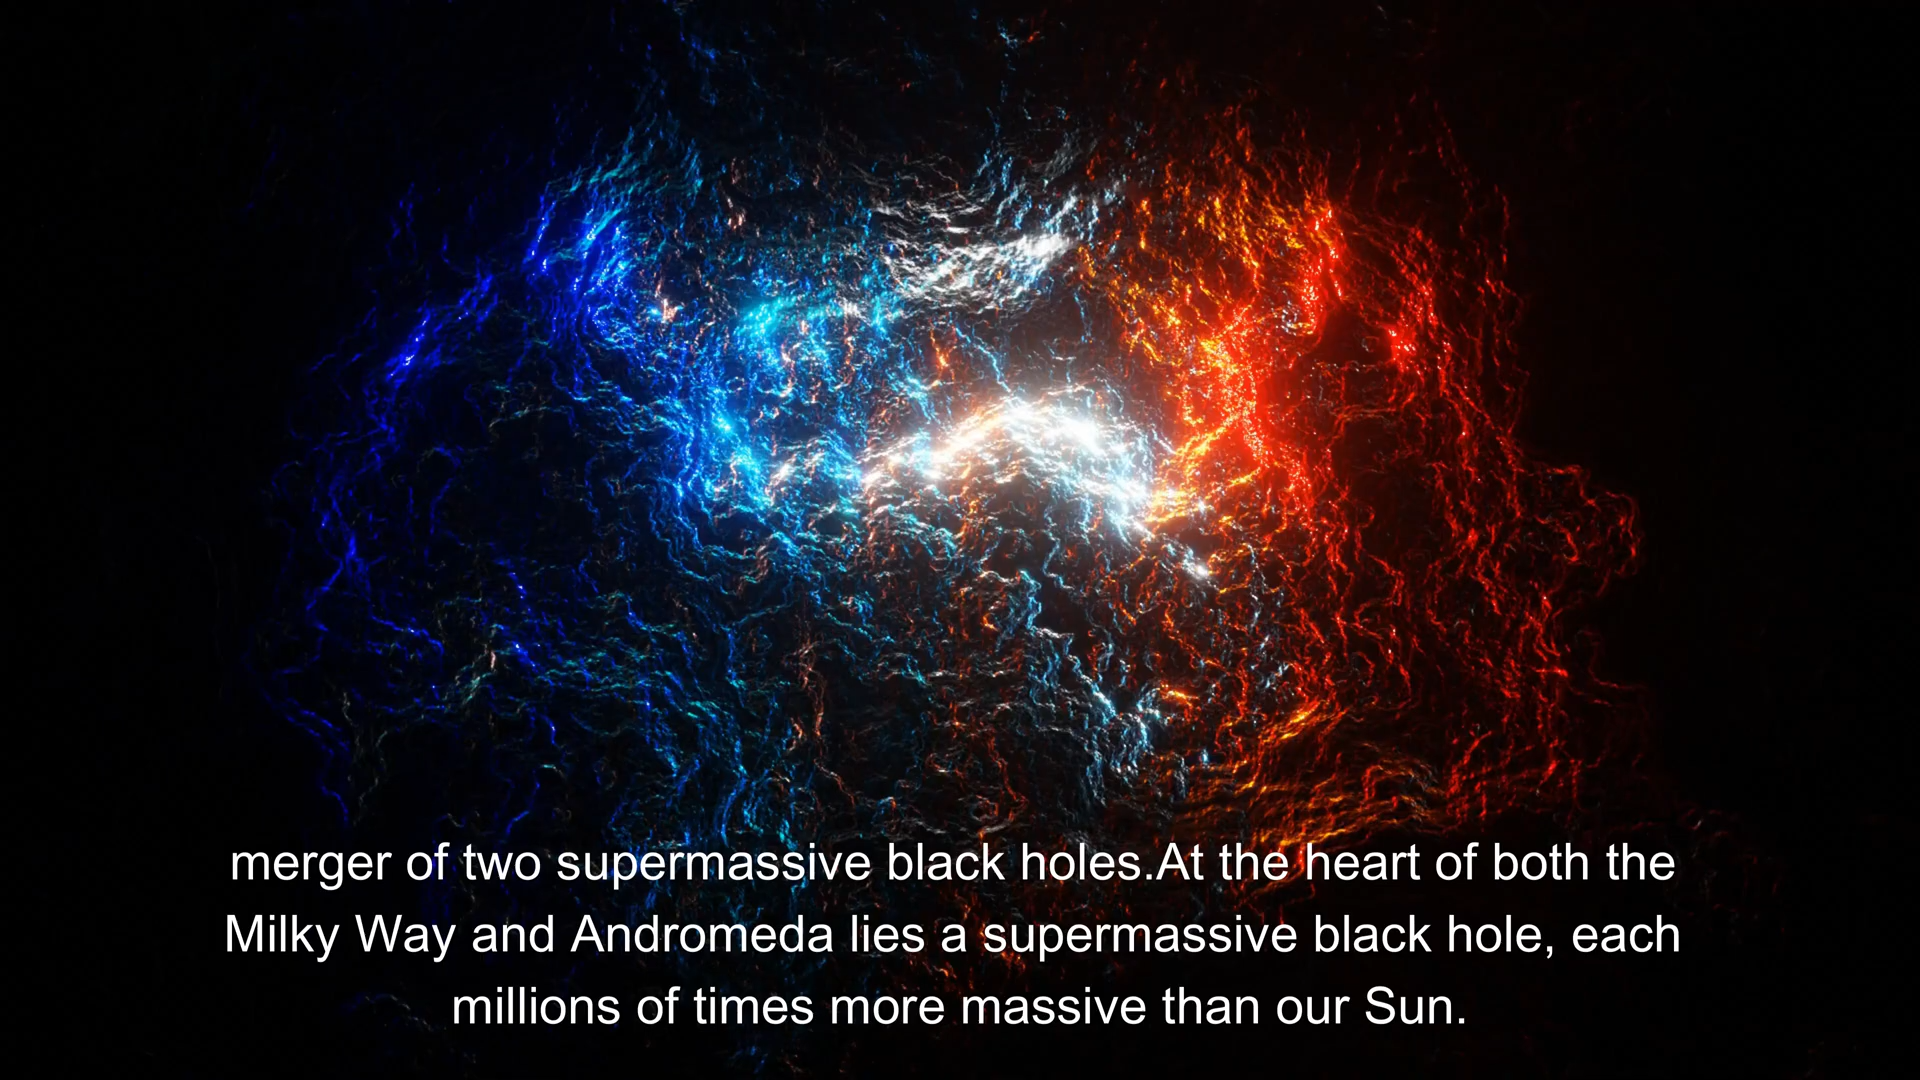 merger of two supermassive black holes.At the heart of both the
Milky Way and Andromeda lies a supermassive black hole, each
millions of times more massive than our Sun.